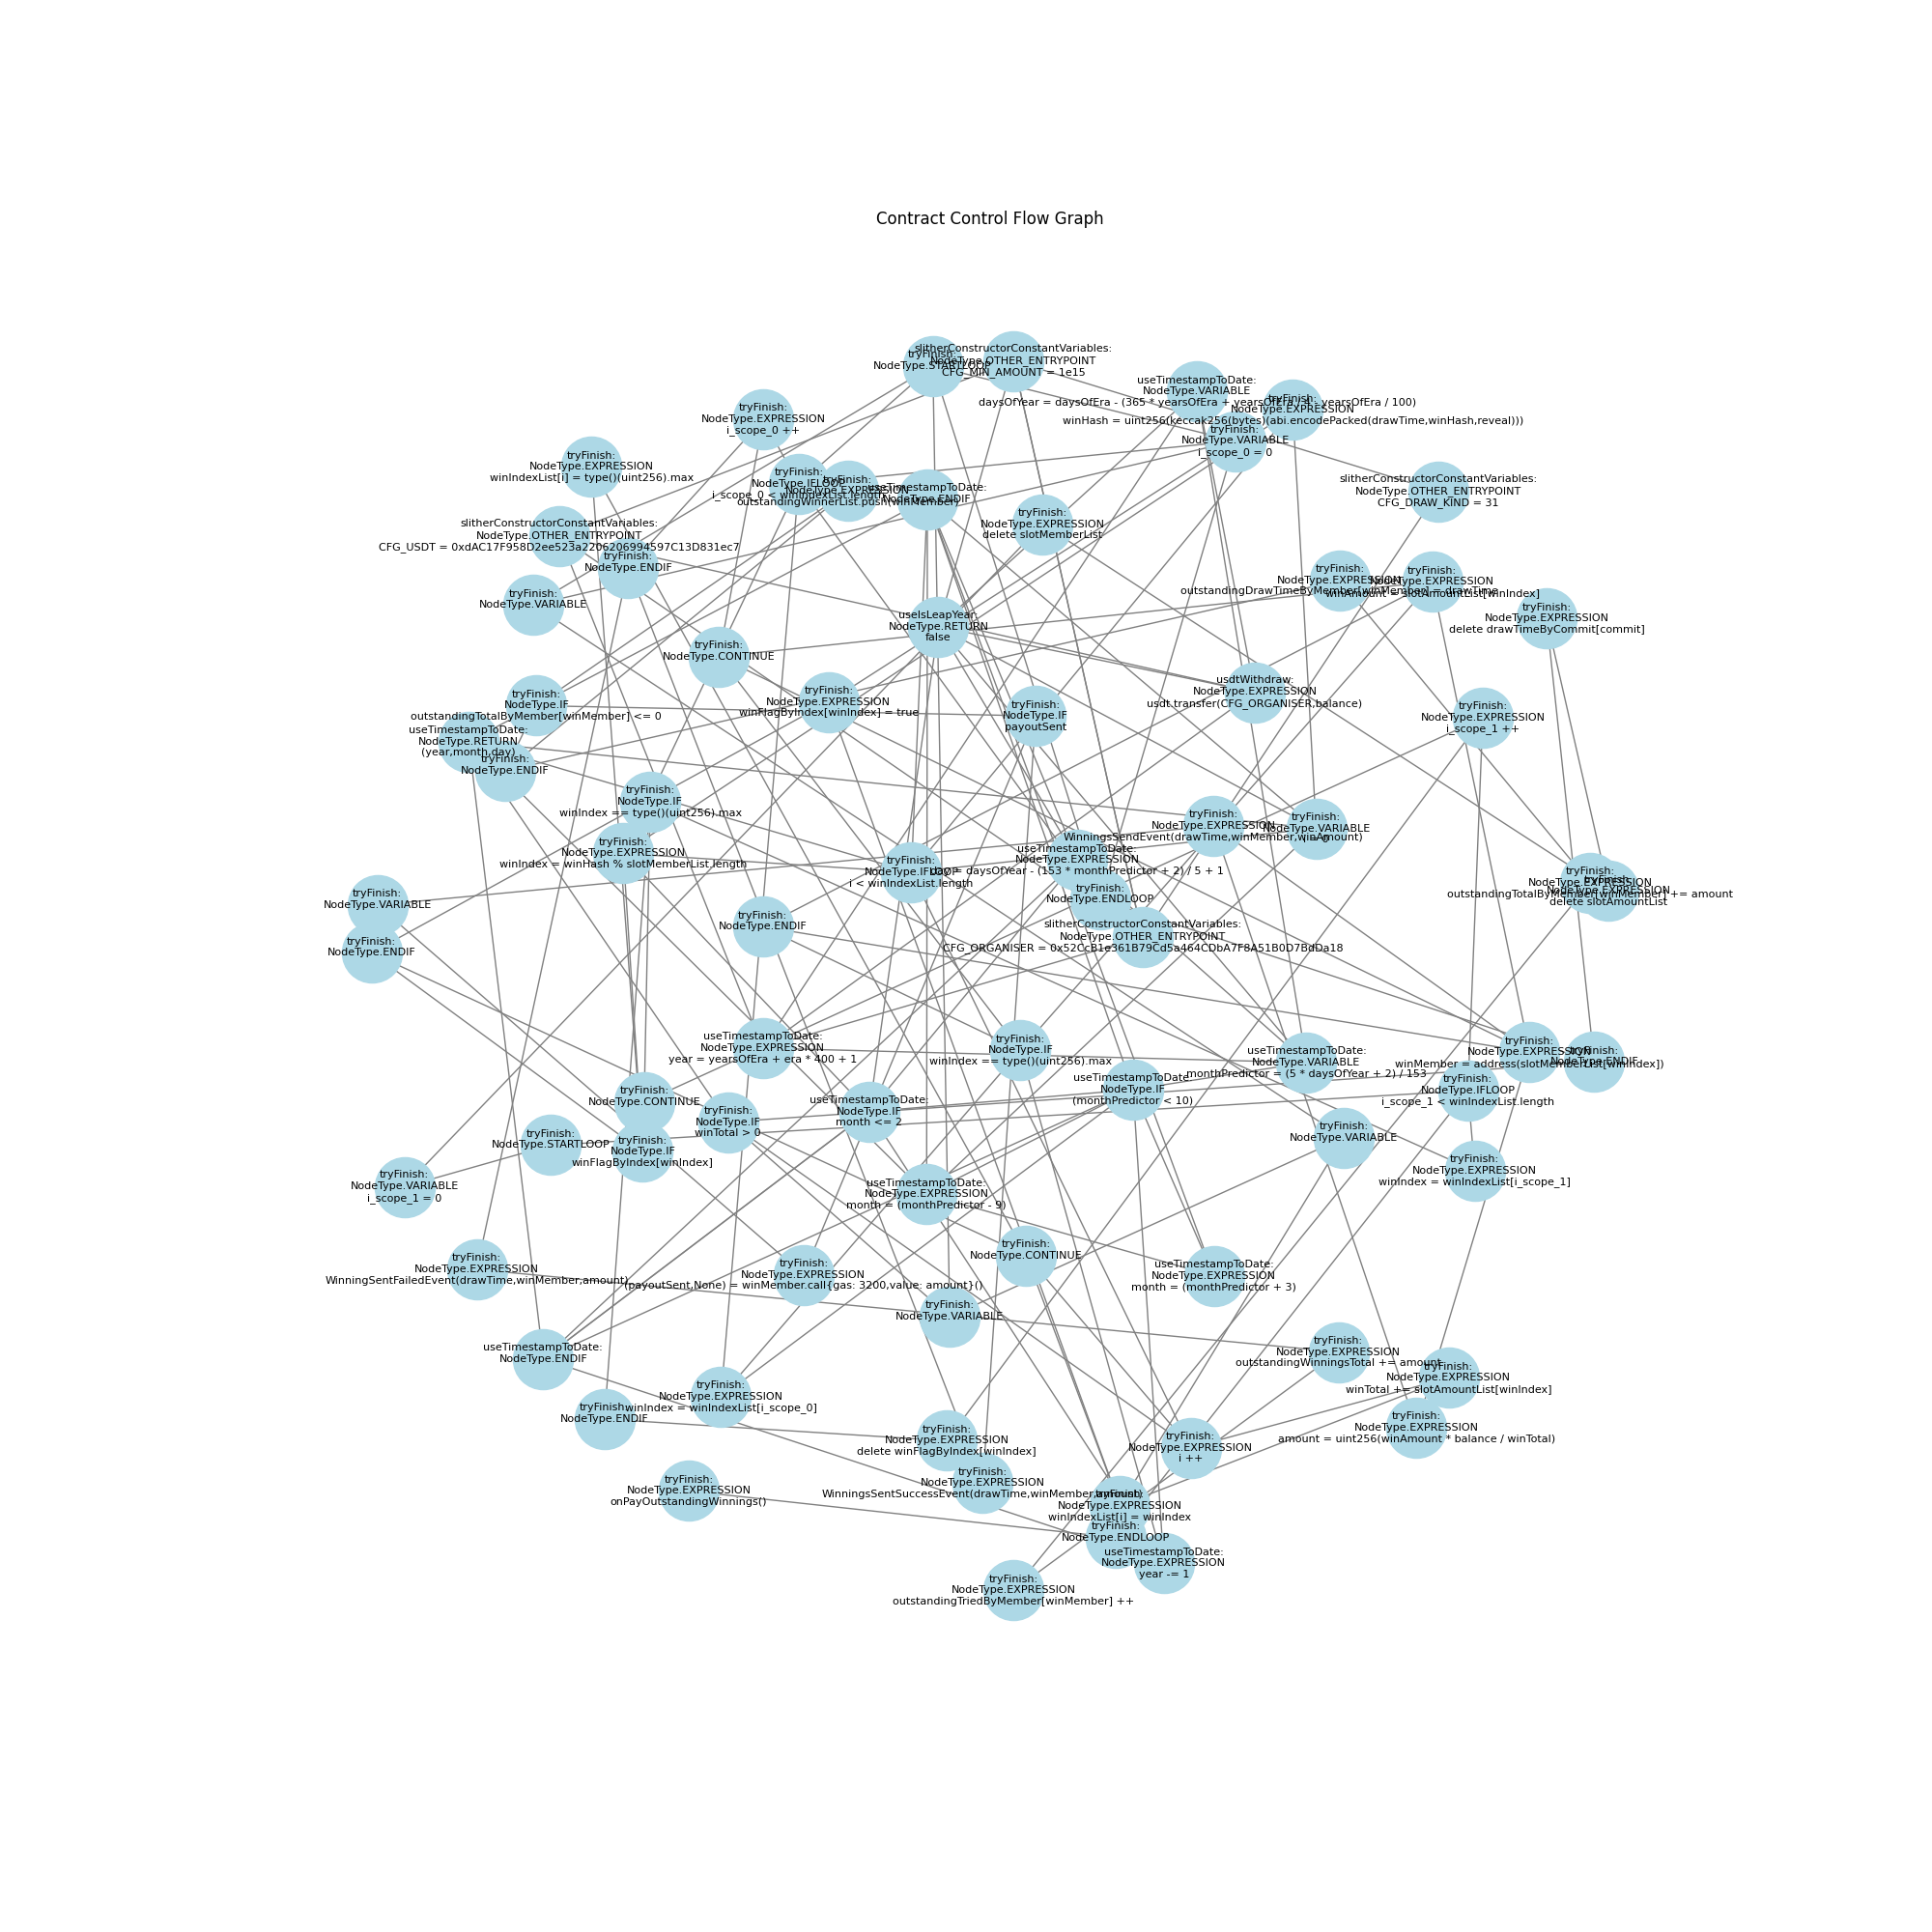 Contract Control Flow Graph
slitherConstructorConstantVariables:
NodeType.OTHER_ENTRYPOINT
CFG_MIN_AMOUNT = 1e15
tryFinish:
NodeType.STARTLOOP
useTimestampToDate:
NodeType.VARIABLE
daysOfYear = daysOfEra - (365 * yearsOfEra + yearsOfEra / 4 - yearsOfEra / 100)
tryFinish:
NodeType.EXPRESSION
winHash = uint256(keccak256(bytes)(abi.encodePacked(drawTime,winHash,reveal)))
tryFinish:
NodeType.EXPRESSION
i_scope_0 ++
tryFinish:
NodeType.VARIABLE
i_scope_0 = 0
tryFinish:
NodeType.EXPRESSION
winIndexList[i] = type()(uint256).max
tryFinish:
NodeType.IFLOOP
i_scope_0 < winIndexList.length
tryFinish:
NodeType.EXPRESSION
outstandingWinnerList.push(winMember)
useTimestampToDate:
NodeType.ENDIF
slitherConstructorConstantVariables:
NodeType.OTHER_ENTRYPOINT
CFG_DRAW_KIND = 31
tryFinish:
NodeType.EXPRESSION
delete slotMemberList
slitherConstructorConstantVariables:
NodeType.OTHER_ENTRYPOINT
CFG_USDT = 0xdAC17F958D2ee523a2206206994597C13D831ec7
tryFinish:
NodeType.ENDIF
tryFinish:
NodeType.EXPRESSION
outstandingDrawTimeByMember[winMember] = drawTime
tryFinish:
NodeType.EXPRESSION
winAmount = slotAmountList[winIndex]
tryFinish:
NodeType.VARIABLE
tryFinish:
NodeType.EXPRESSION
delete drawTimeByCommit[commit]
useIsLeapYear:
NodeType.RETURN
false
tryFinish:
NodeType.CONTINUE
usdtWithdraw:
NodeType.EXPRESSION
usdt.transfer(CFG_ORGANISER,balance)
tryFinish:
NodeType.EXPRESSION
winFlagByIndex[winIndex] = true
tryFinish:
NodeType.IF
outstandingTotalByMember[winMember] <= 0
tryFinish:
NodeType.IF
payoutSent
tryFinish:
NodeType.EXPRESSION
i_scope_1 ++
useTimestampToDate:
NodeType.RETURN
(year,month,day)
tryFinish:
NodeType.ENDIF
tryFinish:
NodeType.IF
winIndex == type()(uint256).max
tryFinish:
NodeType.EXPRESSION
WinningsSendEvent(drawTime,winMember,winAmount)
tryFinish:
NodeType.VARIABLE
tryFinish:
NodeType.EXPRESSION
winIndex = winHash % slotMemberList.length
useTimestampToDate:
NodeType.EXPRESSION
day = daysOfYear - (153 * monthPredictor + 2) / 5 + 1
tryFinish:
NodeType.IFLOOP
i < winIndexList.length
tryFinish:
NodeType.EXPRESSION
outstandingTotalByMember[winMember] += amount
tryFinish:
NodeType.EXPRESSION
delete slotAmountList
tryFinish:
NodeType.VARIABLE
tryFinish:
NodeType.ENDLOOP
tryFinish:
NodeType.ENDIF
slitherConstructorConstantVariables:
NodeType.OTHER_ENTRYPOINT
CFG_ORGANISER = 0x52CcB1e361B79Cd5a464CDbA7F8A51B0D7BdDa18
tryFinish:
NodeType.ENDIF
useTimestampToDate:
NodeType.EXPRESSION
year = yearsOfEra + era * 400 + 1
tryFinish:
NodeType.IF
winIndex == type()(uint256).max
useTimestampToDate:
NodeType.VARIABLE
monthPredictor = (5 * daysOfYear + 2) / 153
tryFinish:
NodeType.EXPRESSION
winMember = address(slotMemberList[winIndex])
tryFinish:
NodeType.ENDIF
useTimestampToDate:
NodeType.IF
(monthPredictor < 10)
tryFinish:
NodeType.IFLOOP
i_scope_1 < winIndexList.length
tryFinish:
NodeType.CONTINUE
useTimestampToDate:
NodeType.IF
month <= 2
tryFinish:
NodeType.IF
winTotal > 0
tryFinish:
NodeType.VARIABLE
tryFinish:
NodeType.STARTLOOP
tryFinish:
NodeType.IF
winFlagByIndex[winIndex]
tryFinish:
NodeType.EXPRESSION
winIndex = winIndexList[i_scope_1]
tryFinish:
NodeType.VARIABLE
i_scope_1 = 0
useTimestampToDate:
NodeType.EXPRESSION
month = (monthPredictor - 9)
tryFinish:
NodeType.CONTINUE
tryFinish:
NodeType.EXPRESSION
WinningSentFailedEvent(drawTime,winMember,amount)
tryFinish:
NodeType.EXPRESSION
(payoutSent,None) = winMember.call{gas: 3200,value: amount}()
useTimestampToDate:
NodeType.EXPRESSION
month = (monthPredictor + 3)
tryFinish:
NodeType.VARIABLE
useTimestampToDate:
NodeType.ENDIF
tryFinish:
NodeType.EXPRESSION
outstandingWinningsTotal += amount
tryFinish:
NodeType.EXPRESSION
winTotal += slotAmountList[winIndex]
tryFinish:
NodeType.EXPRESSION
winIndex = winIndexList[i_scope_0]
tryFinish:
NodeType.ENDIF
tryFinish:
NodeType.EXPRESSION
amount = uint256(winAmount * balance / winTotal)
tryFinish:
NodeType.EXPRESSION
delete winFlagByIndex[winIndex]
tryFinish:
NodeType.EXPRESSION
i ++
tryFinish:
NodeType.EXPRESSION
onPayOutstandingWinnings()
tryFinish:
NodeType.EXPRESSION
WinningsSentSuccessEvent(drawTime,winMember,amount)
tryFinish:
NodeType.EXPRESSION
winIndexList[i] = winIndex
tryFinish:
NodeType.ENDLOOP
useTimestampToDate:
NodeType.EXPRESSION
year -= 1
tryFinish:
NodeType.EXPRESSION
outstandingTriedByMember[winMember] ++